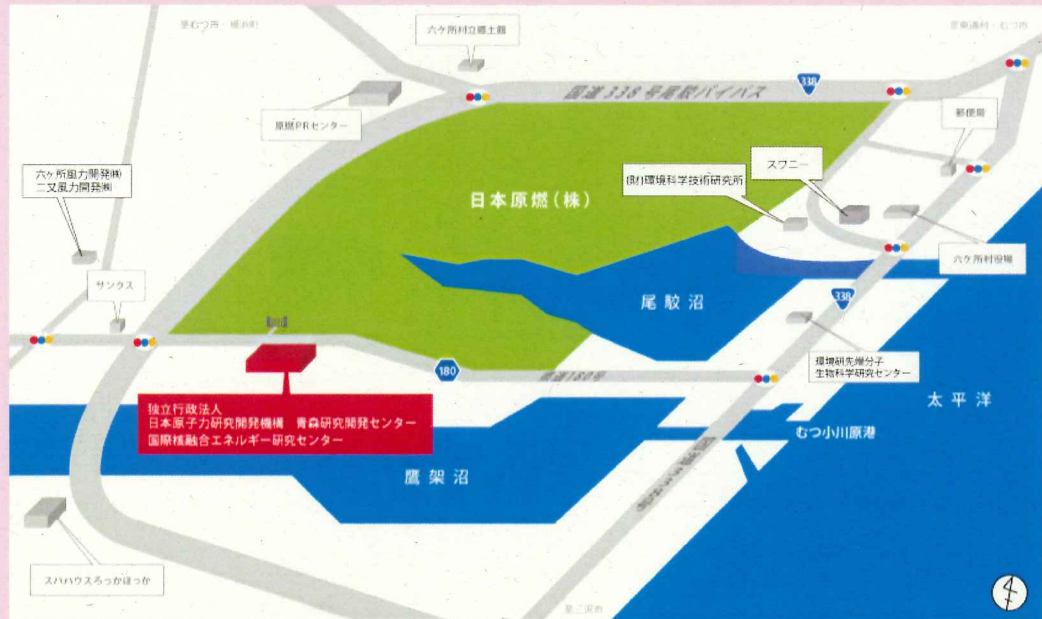 至むつ市・横浜町
六ケ所村立郷土館
至東通村・むつ市
338
国道338号尾駮バイパス
原燃PRセンター
郵便局
六ケ所風力開発㈱
二又風力開発㈱
日本原燃(株)
(財)環境科学技術研究所
スワニー
六ケ所村役場
サンクス
尾駮沼
338
環境研先端分子
生物科学研究センター
180
県道180号
太平洋
独立行政法人
日本原子力研究開発機構 青森研究開発センター
国際核融合エネルギー研究センター
むつ小川原港
鷹架沼
スパハウスろっかぽっか
至三沢市